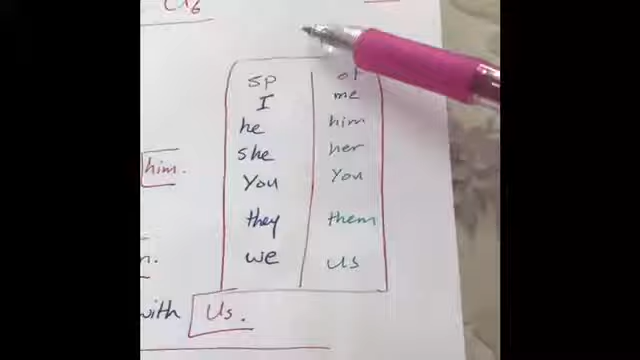 sp
I me
he him
she her
him.
You You
they them
we us
with Us.